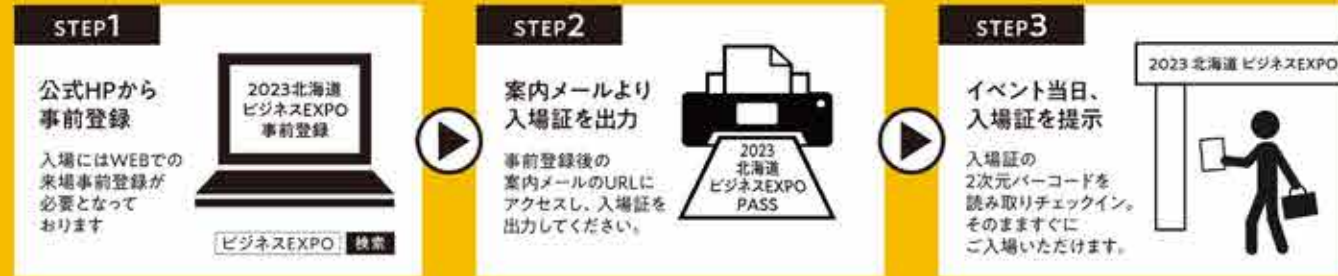 STEP1
公式HPから
事前登録
入場にはWEBでの
来場事前登録が
必要となって
おります
2023北海道
ビジネスEXPO
事前登録
ビジネスEXPO 検索
STEP2
案内メールより
入場証を出力
事前登録後の
案内メールのURLに
アクセスし、入場証を
出力してください。
2023
北海道
ビジネスEXPO
PASS
STEP3
イベント当日、
入場証を提示
入場証の
2次元バーコードを
読み取りチェックイン。
そのまますぐに
ご入場いただけます。
2023 北海道 ビジネスEXPO